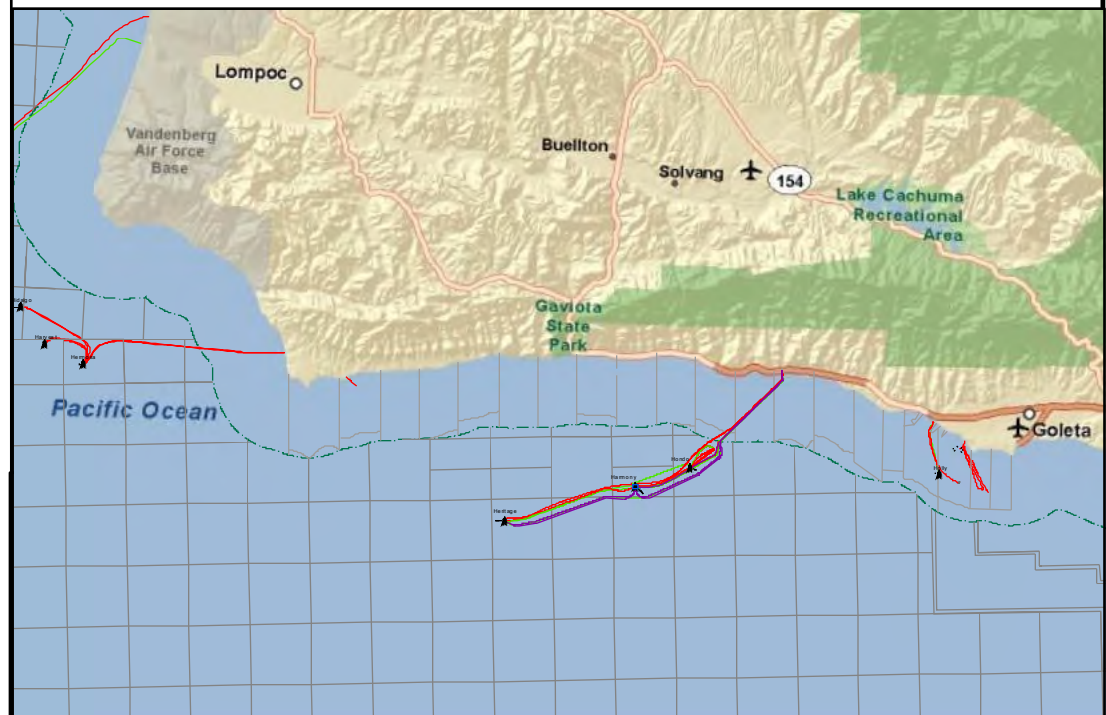 Lompoc
Vandenberg
Air Force
Base
Buellton
Solvang
154
Lake Cachuma
Recreational
Area
Gaviota
State
Park
Pacific Ocean
Goleta
Hondo
Harmony
Heritage